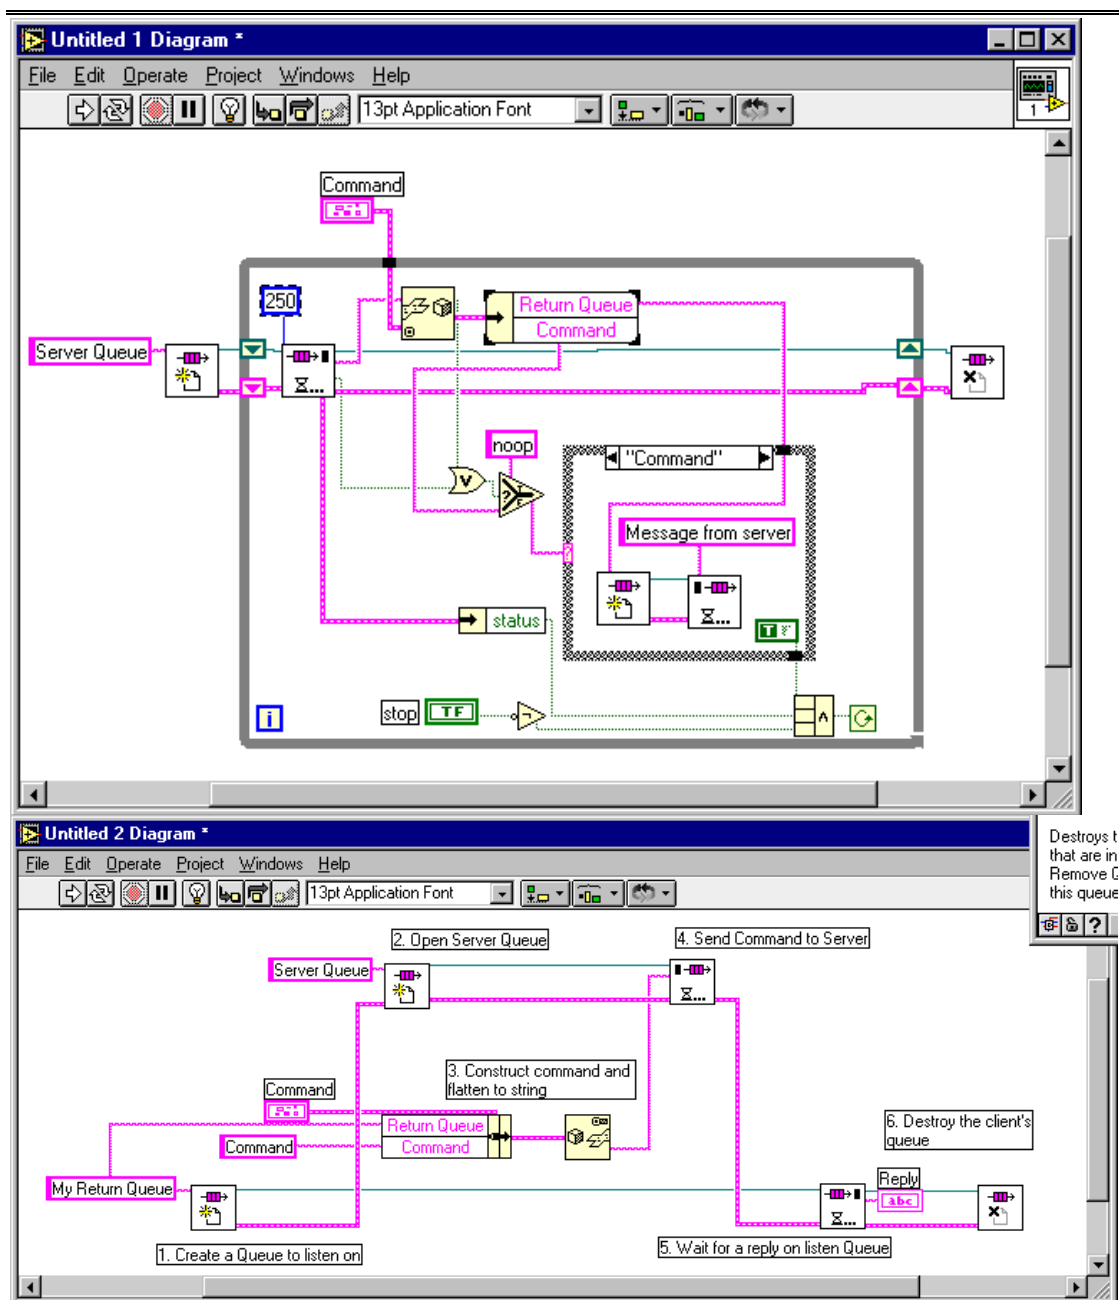 Untitled 1 Diagram *
File Edit Operate Project Windows Help
13pt Application Font
1
Command
250
Return Queue
Command
Server Queue
noop
"Command"
Message from server
status
T F
stop
TF
i
Untitled 2 Diagram *
File Edit Operate Project Windows Help
13pt Application Font
Destroys t
that are in
Remove Q
this queue
?
2. Open Server Queue
4. Send Command to Server
Server Queue
3. Construct command and
flatten to string
Command
Return Queue
Command
Command
6. Destroy the client's
queue
My Return Queue
Reply
abc
1. Create a Queue to listen on
5. Wait for a reply on listen Queue